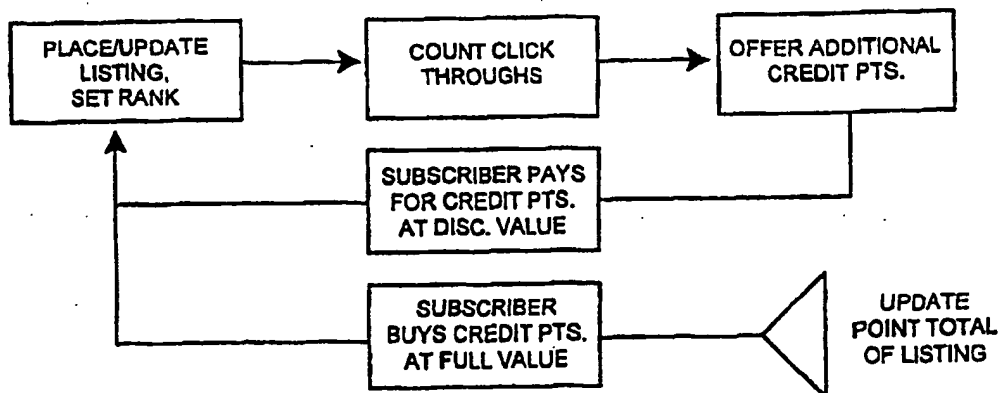 PLACE/UPDATE
LISTING,
SET RANK
COUNT CLICK
THROUGHS
OFFER ADDITIONAL
CREDIT PTS.
SUBSCRIBER PAYS
FOR CREDIT PTS.
AT DISC. VALUE
SUBSCRIBER
BUYS CREDIT PTS.
AT FULL VALUE
UPDATE
POINT TOTAL
OF LISTING